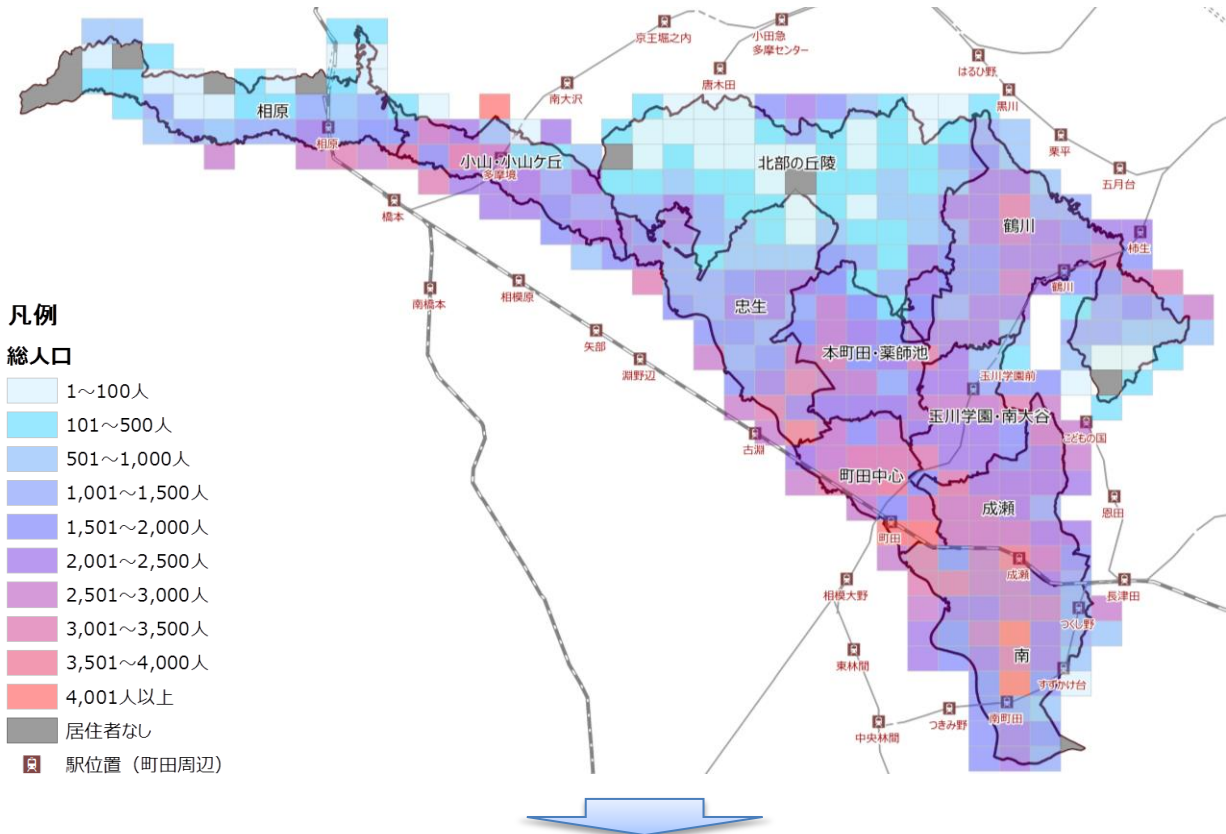 京王堀之内
小田急
多摩センター
はるひ野
唐木田
南大沢
黒川
栗平
五月台
相原
相原
小山・小山ケ丘
多摩境
北部の丘陵
橋本
鶴川
柿生
鶴川
相模原
南橋本
忠生
矢部
淵野辺
本町田・薬師池
玉川学園前
玉川学園・南大谷
古淵
こどもの国
町田中心
成瀬
恩田
町田
成瀬
相模大野
長津田
つくし野
東林間
南
すずかけ台
南町田
つきみ野
中央林間
凡例
総人口
1～100人
101～500人
501～1,000人
1,001～1,500人
1,501～2,000人
2,001～2,500人
2,501～3,000人
3,001～3,500人
3,501～4,000人
4,001人以上
居住者なし
駅位置（町田周辺）